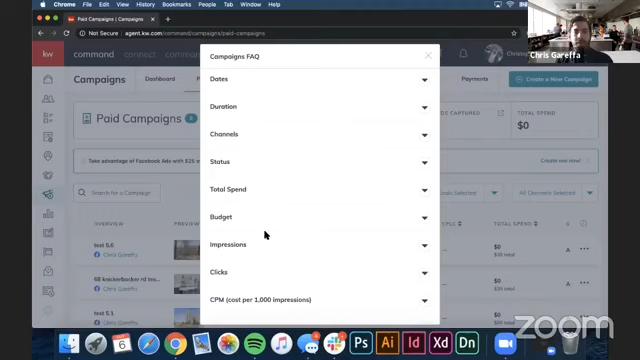 Chrome File Edit View History Bookmarks People Tab Window Help
kw Paid Campaigns | Campaigns
Not Secure | agent.kw.com/command/campaigns/paid-campaigns
Chris Gareffa
kw command connect
Campaigns FAQ
Campaigns Dashboard Payments Create a New Campaign
Dates
Duration
Paid Campaigns
CAPTURED TOTAL SPEND
$0
Channels
Status
Take advantage of Facebook Ads with $25 Create one now!
Total Spend
Search for a Campaign All Channels Selected
Budget
OVERVIEW PREVIEW CPLC TOTAL SPEND
Impressions
test 5.6 $0
Chris Gareffa
Clicks
68 knickerbocker rd $0
Chris Gareffa
CPM (cost per 1,000 impressions)
test 5.1 $0
zoom